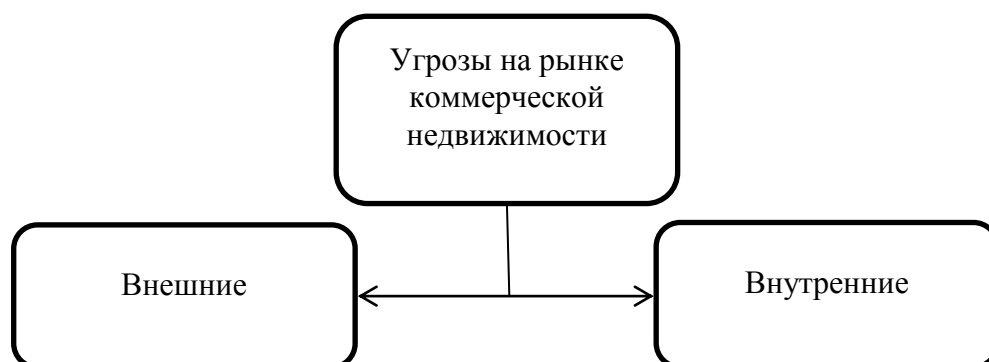 Угрозы на рынке
коммерческой
недвижимости
Внешние
Внутренние